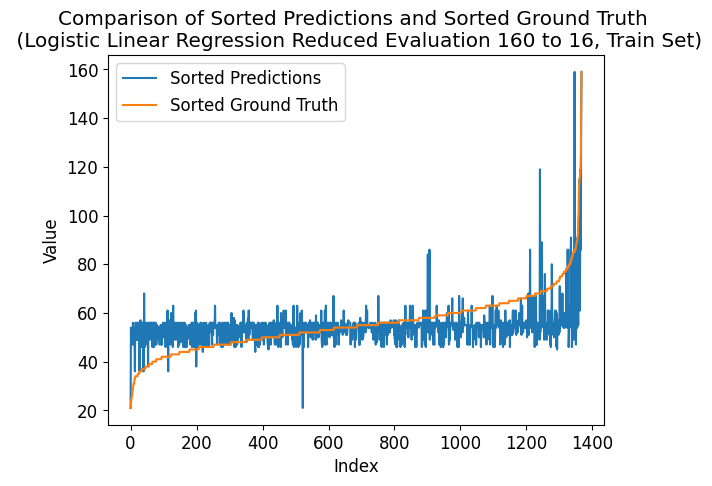 Comparison of Sorted Predictions and Sorted Ground Truth
(Logistic Linear Regression Reduced Evaluation 160 to 16, Train Set)
Sorted Predictions
Sorted Ground Truth
160
140
120
100
80
60
40
20
Value
0 200 400 600 800 1000 1200 1400
Index